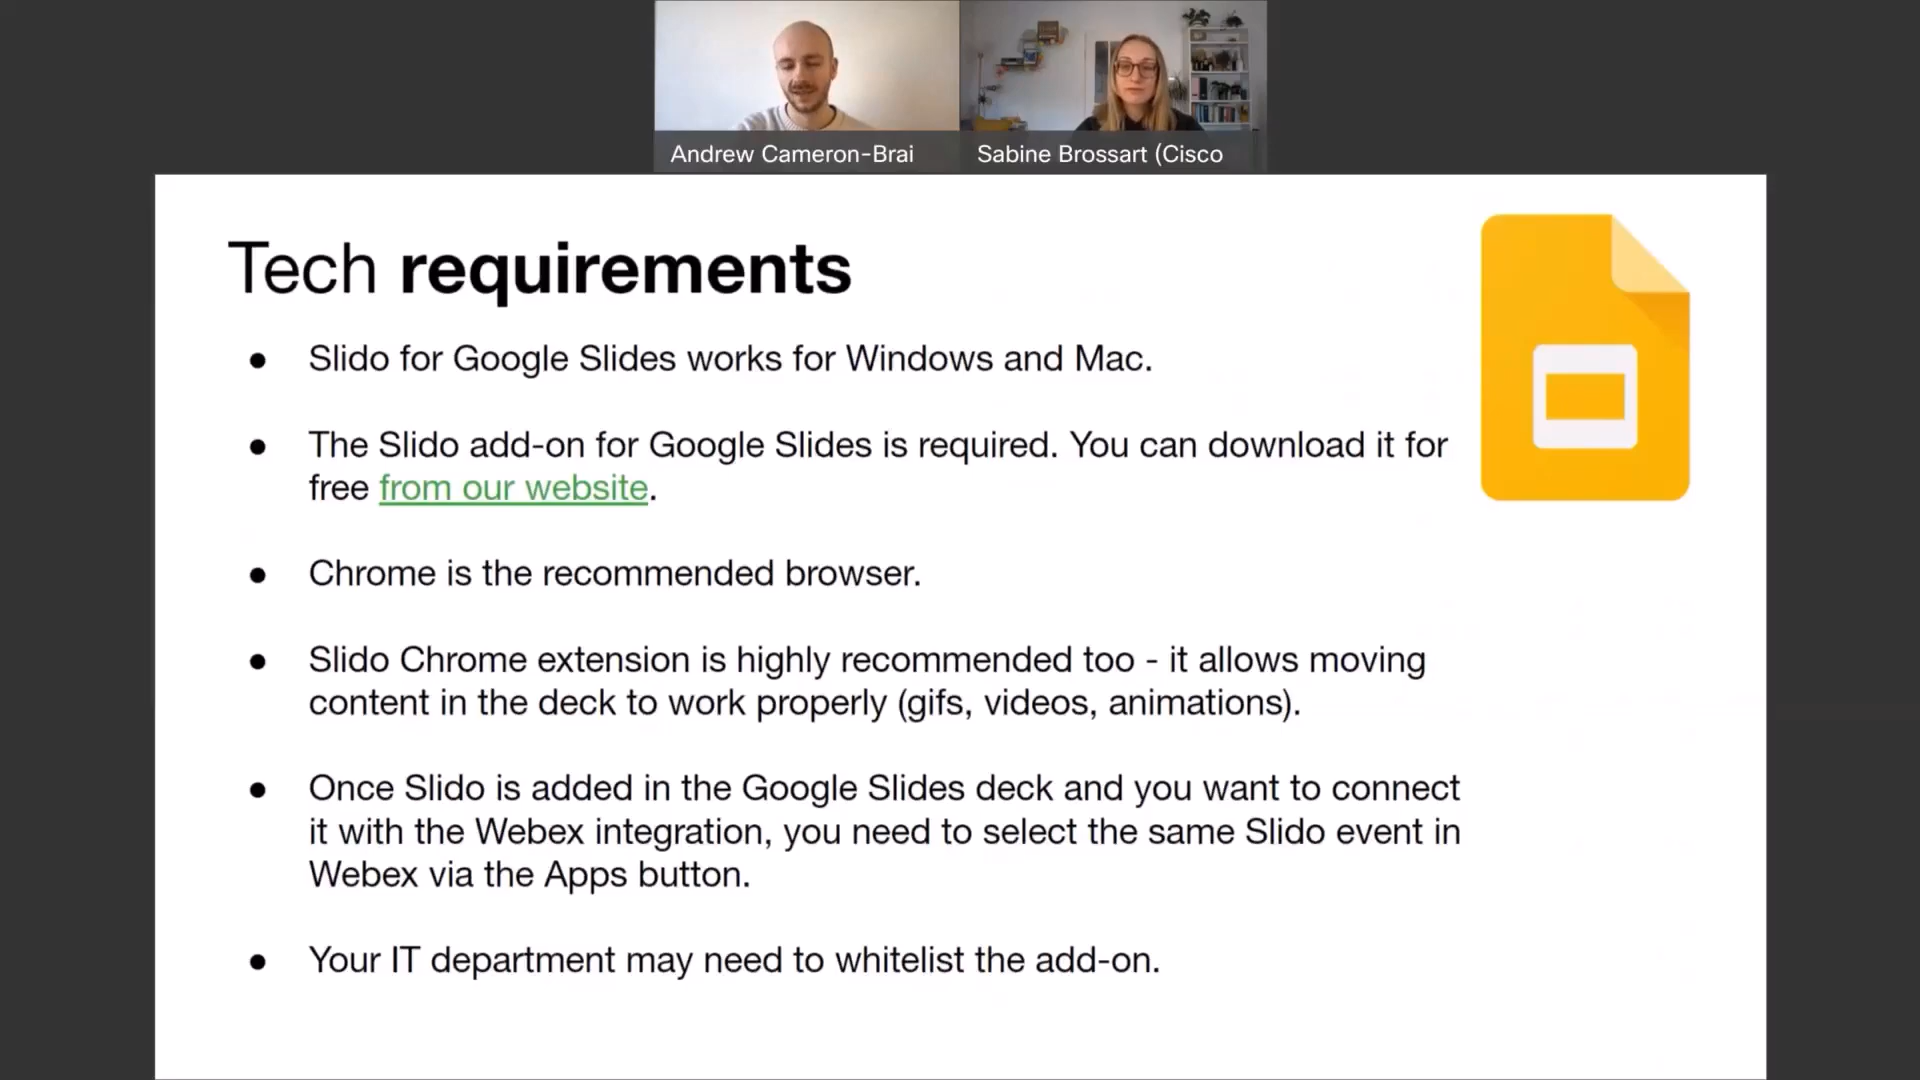 Andrew Cameron-Brai
Sabine Brossart (Cisco
Tech requirements
● Slido for Google Slides works for Windows and Mac.
● The Slido add-on for Google Slides is required. You can download it for
free from our website.
● Chrome is the recommended browser.
● Slido Chrome extension is highly recommended too - it allows moving
content in the deck to work properly (gifs, videos, animations).
● Once Slido is added in the Google Slides deck and you want to connect
it with the Webex integration, you need to select the same Slido event in
Webex via the Apps button.
● Your IT department may need to whitelist the add-on.